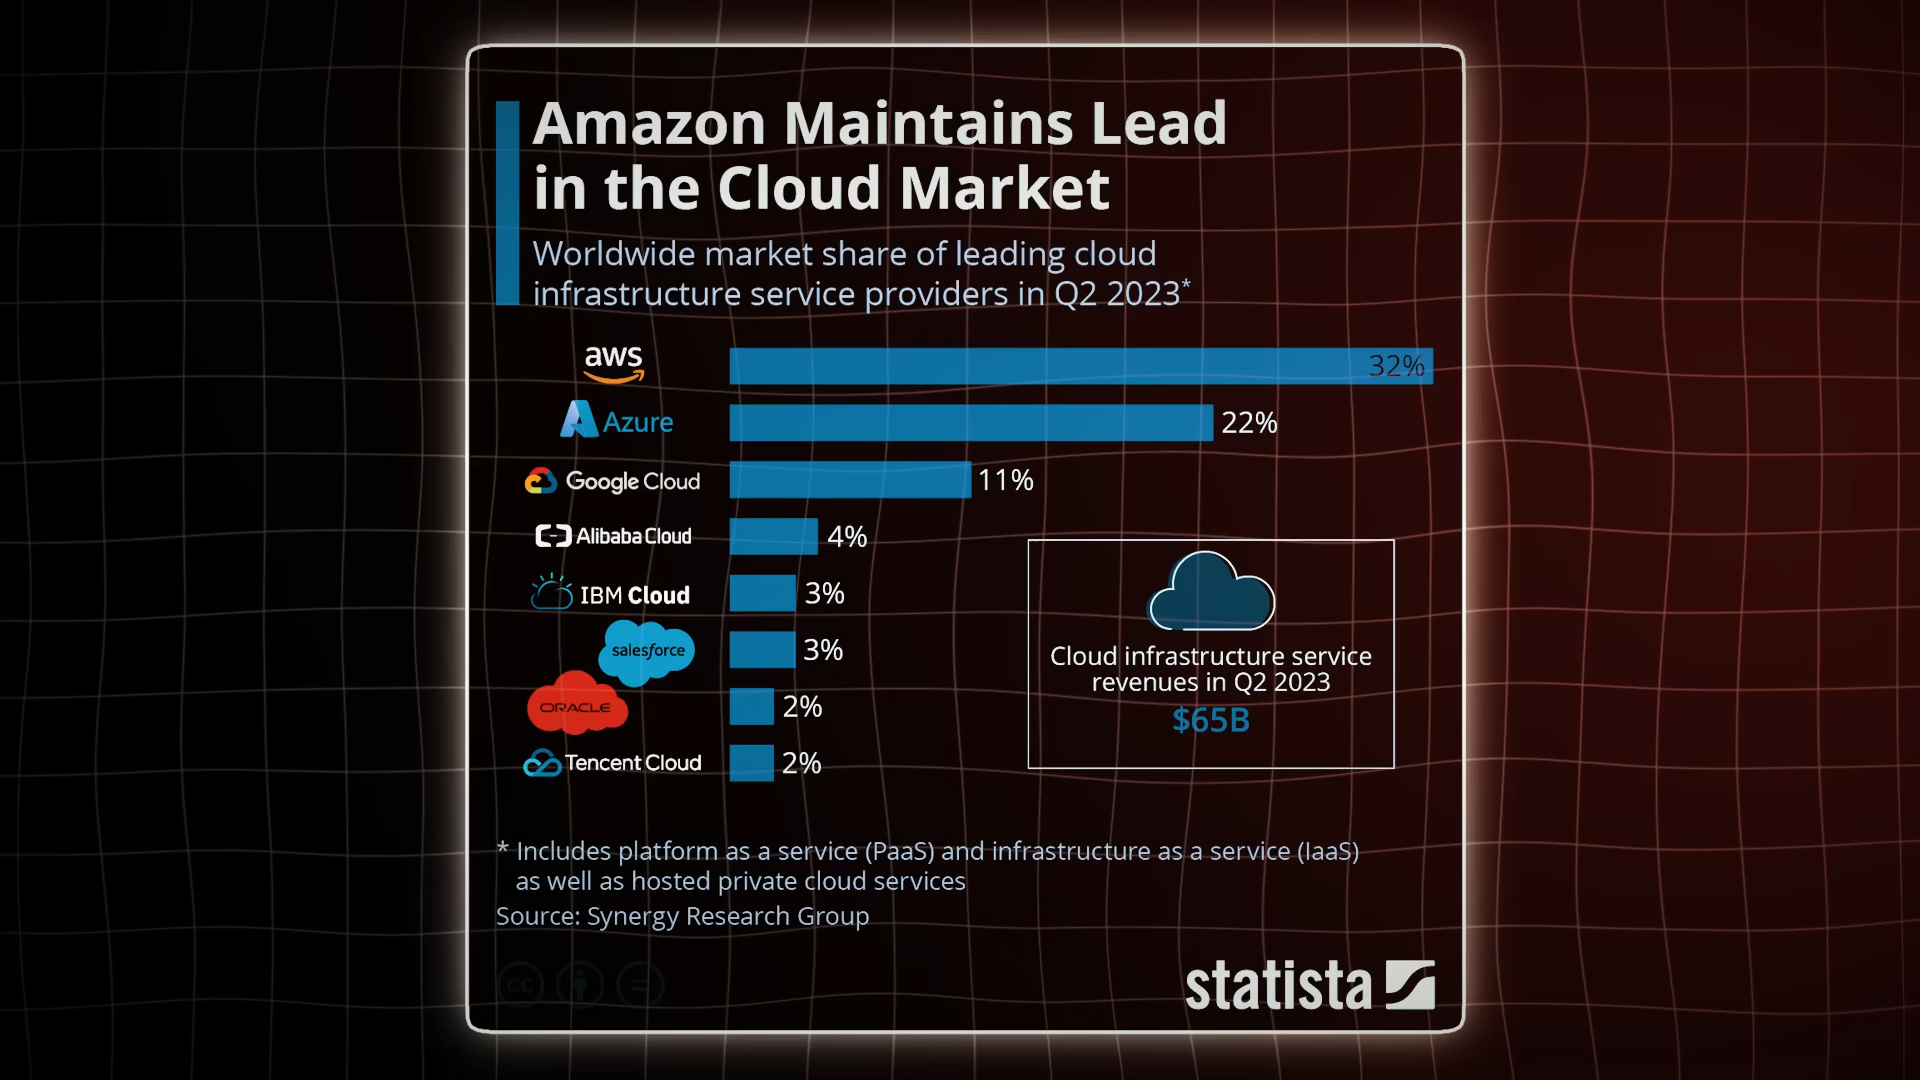 Amazon Maintains Lead
in the Cloud Market
Worldwide market share of leading cloud
infrastructure service providers in Q2 2023*
aws 32%
Azure 22%
Google Cloud 11%
Alibaba Cloud 4%
IBM Cloud 3%
salesforce 3%
ORACLE 2%
Tencent Cloud 2%
Cloud infrastructure service
revenues in Q2 2023
$65B
* Includes platform as a service (PaaS) and infrastructure as a service (IaaS)
as well as hosted private cloud services
Source: Synergy Research Group
cc
statista